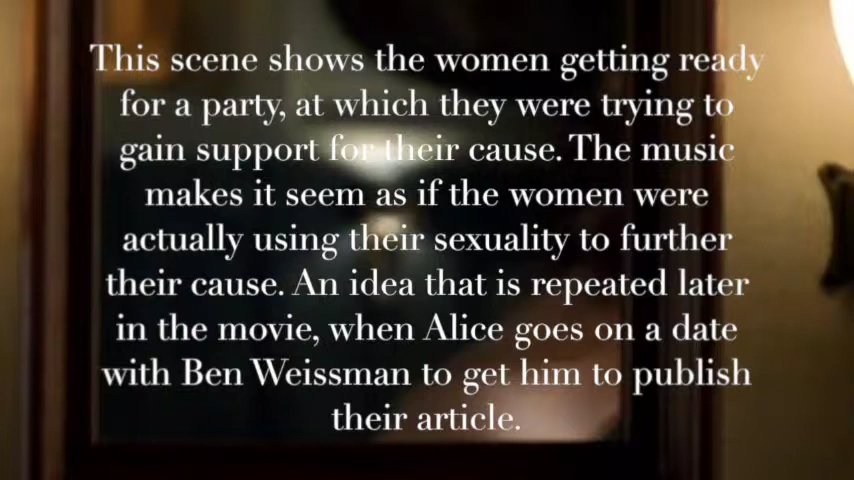 This scene shows the women getting ready
for a party, at which they were trying to
gain support for their cause. The music
makes it seem as if the women were
actually using their sexuality to further
their cause. An idea that is repeated later
in the movie, when Alice goes on a date
with Ben Weissman to get him to publish
their article.